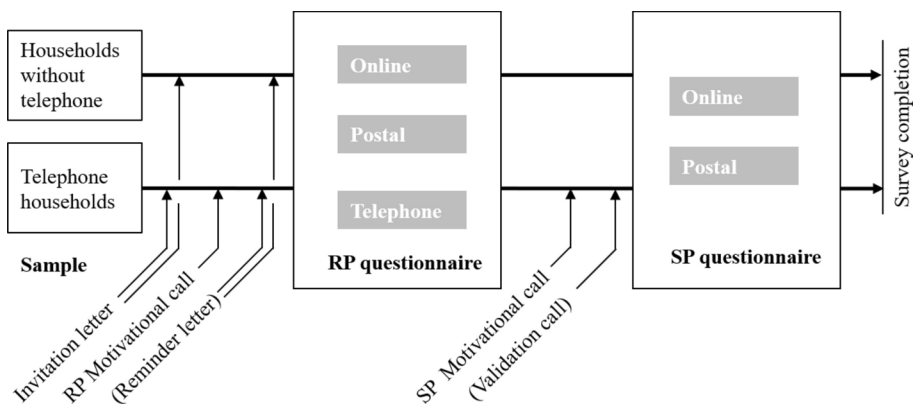 Households
without
telephone
Telephone
households
Sample
Invitation letter
RP Motivational call
(Reminder letter)
Online
Postal
Telephone
RP questionnaire
SP Motivational call
(Validation call)
Online
Postal
SP questionnaire
Survey completion